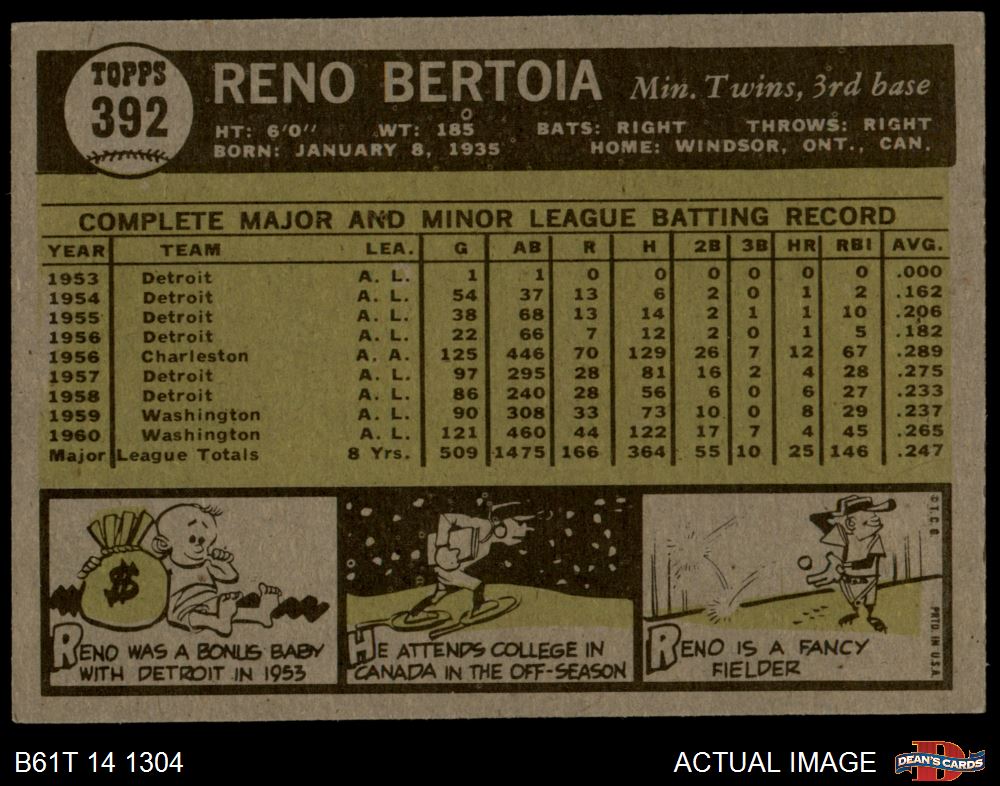 TOPPS
392
RENO BERTOIA Min. Twins, 3rd base
HT: 6'0" WT: 185 BATS: RIGHT THROWS: RIGHT
BORN: JANUARY 8, 1935 HOME: WINDSOR, ONT., CAN.
COMPLETE MAJOR AND MINOR LEAGUE BATTING RECORD
YEAR TEAM LEA. G AB R H 2B 3B HR RBI AVG.
1953 Detroit A. L. 1 1 0 0 0 0 0 0 .000
1954 Detroit A. L. 54 37 13 6 2 0 1 2 .162
1955 Detroit A. L. 38 68 13 14 2 1 1 10 .206
1956 Detroit A. L. 22 66 7 12 2 0 1 5 .182
1956 Charleston A. A. 125 446 70 129 26 7 12 67 .289
1957 Detroit A. L. 97 295 28 81 16 2 4 28 .275
1958 Detroit A. L. 86 240 28 56 6 0 6 27 .233
1959 Washington A. L. 90 308 33 73 10 0 8 29 .237
1960 Washington A. L. 121 460 44 122 17 7 4 45 .265
Major League Totals 8 Yrs. 509 1475 166 364 55 10 25 146 .247
$
RENO WAS A BONUS BABY
WITH DETROIT IN 1953
HE ATTENDS COLLEGE IN
CANADA IN THE OFF-SEASON
RENO IS A FANCY
FIELDER
© T. C. G.
PRTD. IN U.S.A.
B61T 14 1304
ACTUAL IMAGE
DEAN'S CARDS